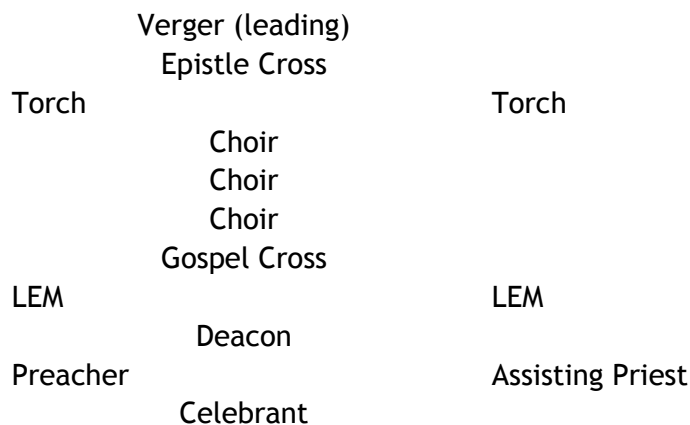 Verger (leading)
Epistle Cross
Torch Torch
Choir
Choir
Choir
Gospel Cross
LEM LEM
Deacon
Preacher Assisting Priest
Celebrant